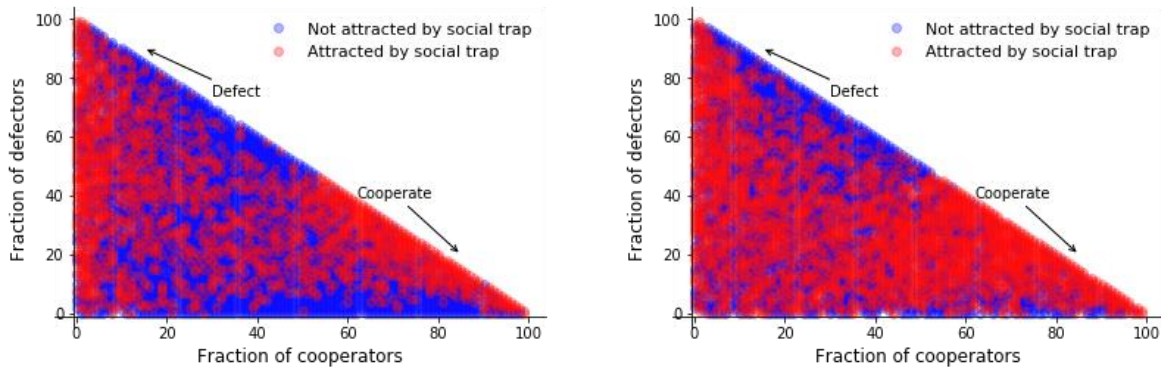 100
80
60
40
20
0
Fraction of defectors
Not attracted by social trap
Attracted by social trap
Defect
Cooperate
0 20 40 60 80 100
Fraction of cooperators
100
80
60
40
20
0
Fraction of defectors
Not attracted by social trap
Attracted by social trap
Defect
Cooperate
0 20 40 60 80 100
Fraction of cooperators